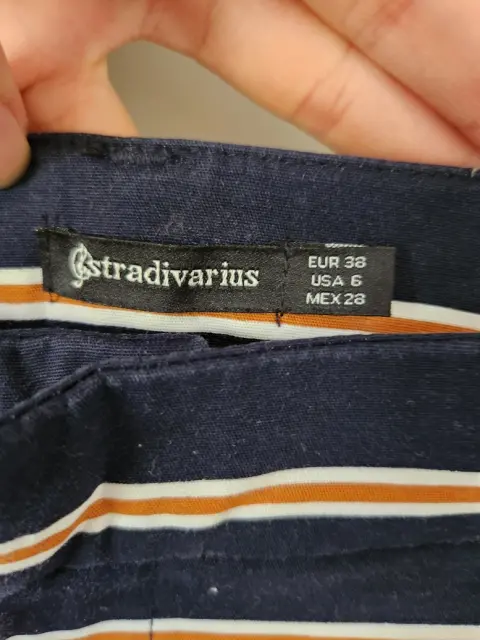 stradivarius
EUR 38
USA 6
MEX 28